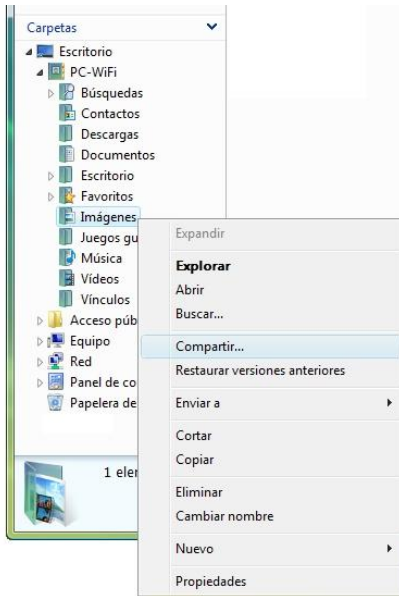 Carpetas
Escritorio
PC-WiFi
Búsquedas
Contactos
Descargas
Documentos
Escritorio
Favoritos
Imágenes
Juegos gu
Música
Vídeos
Vínculos
Acceso púb
Equipo
Red
Panel de co
Papelera de
1 eler
Expandir
Explorar
Abrir
Buscar...
Compartir...
Restaurar versiones anteriores
Enviar a
Cortar
Copiar
Eliminar
Cambiar nombre
Nuevo
Propiedades